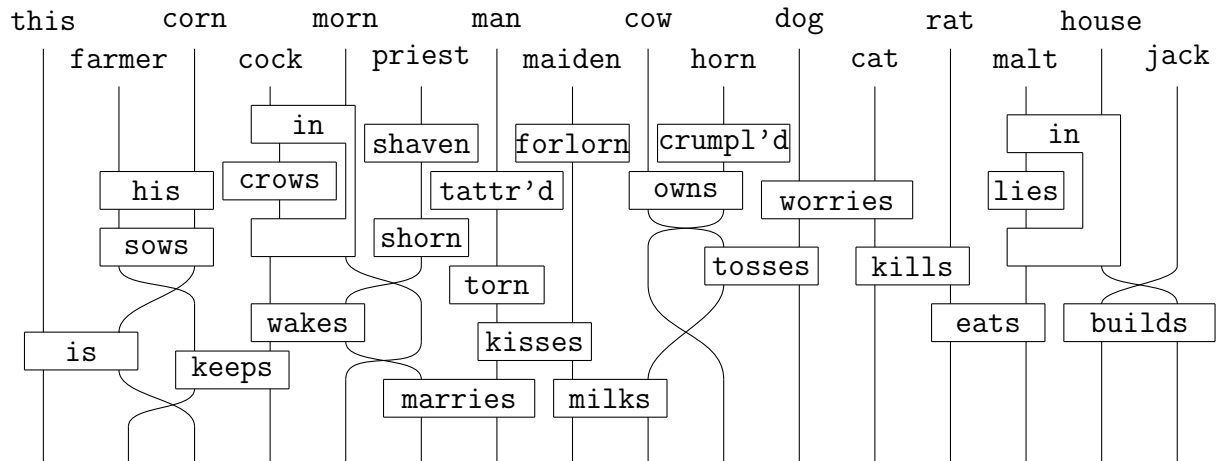 this corn morn man cow dog rat house
farmer cock priest maiden horn cat malt jack
in in
shaven forlorn crumpl'd
crows
his tattr'd owns worries lies
sows shorn
tosses kills
torn
wakes eats builds
is kisses
keeps
marries milks